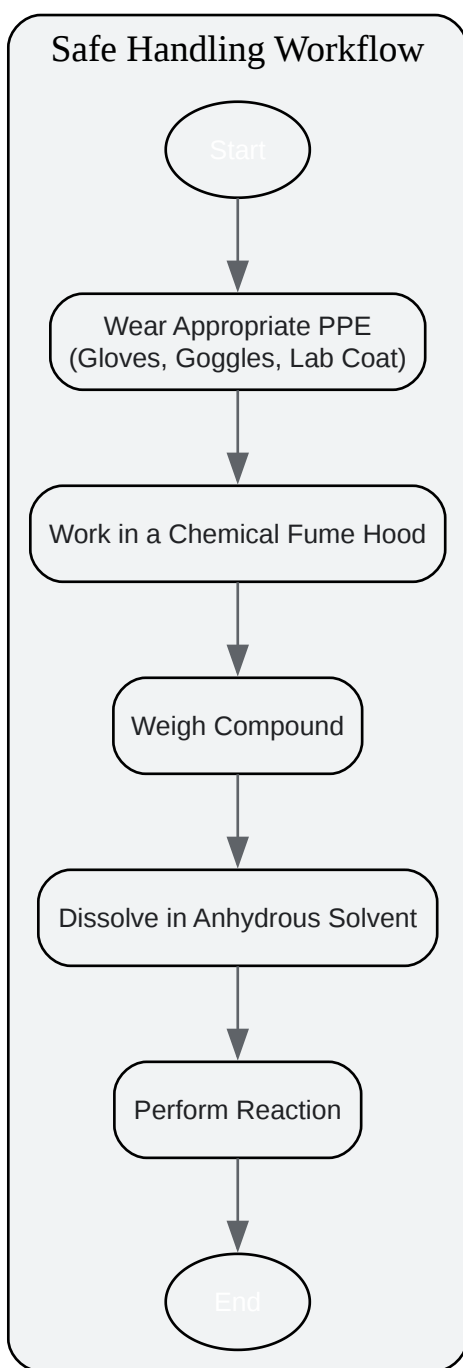 Safe Handling Workflow
Start
Wear Appropriate PPE
(Gloves, Goggles, Lab Coat)
Work in a Chemical Fume Hood
Weigh Compound
Dissolve in Anhydrous Solvent
Perform Reaction
End